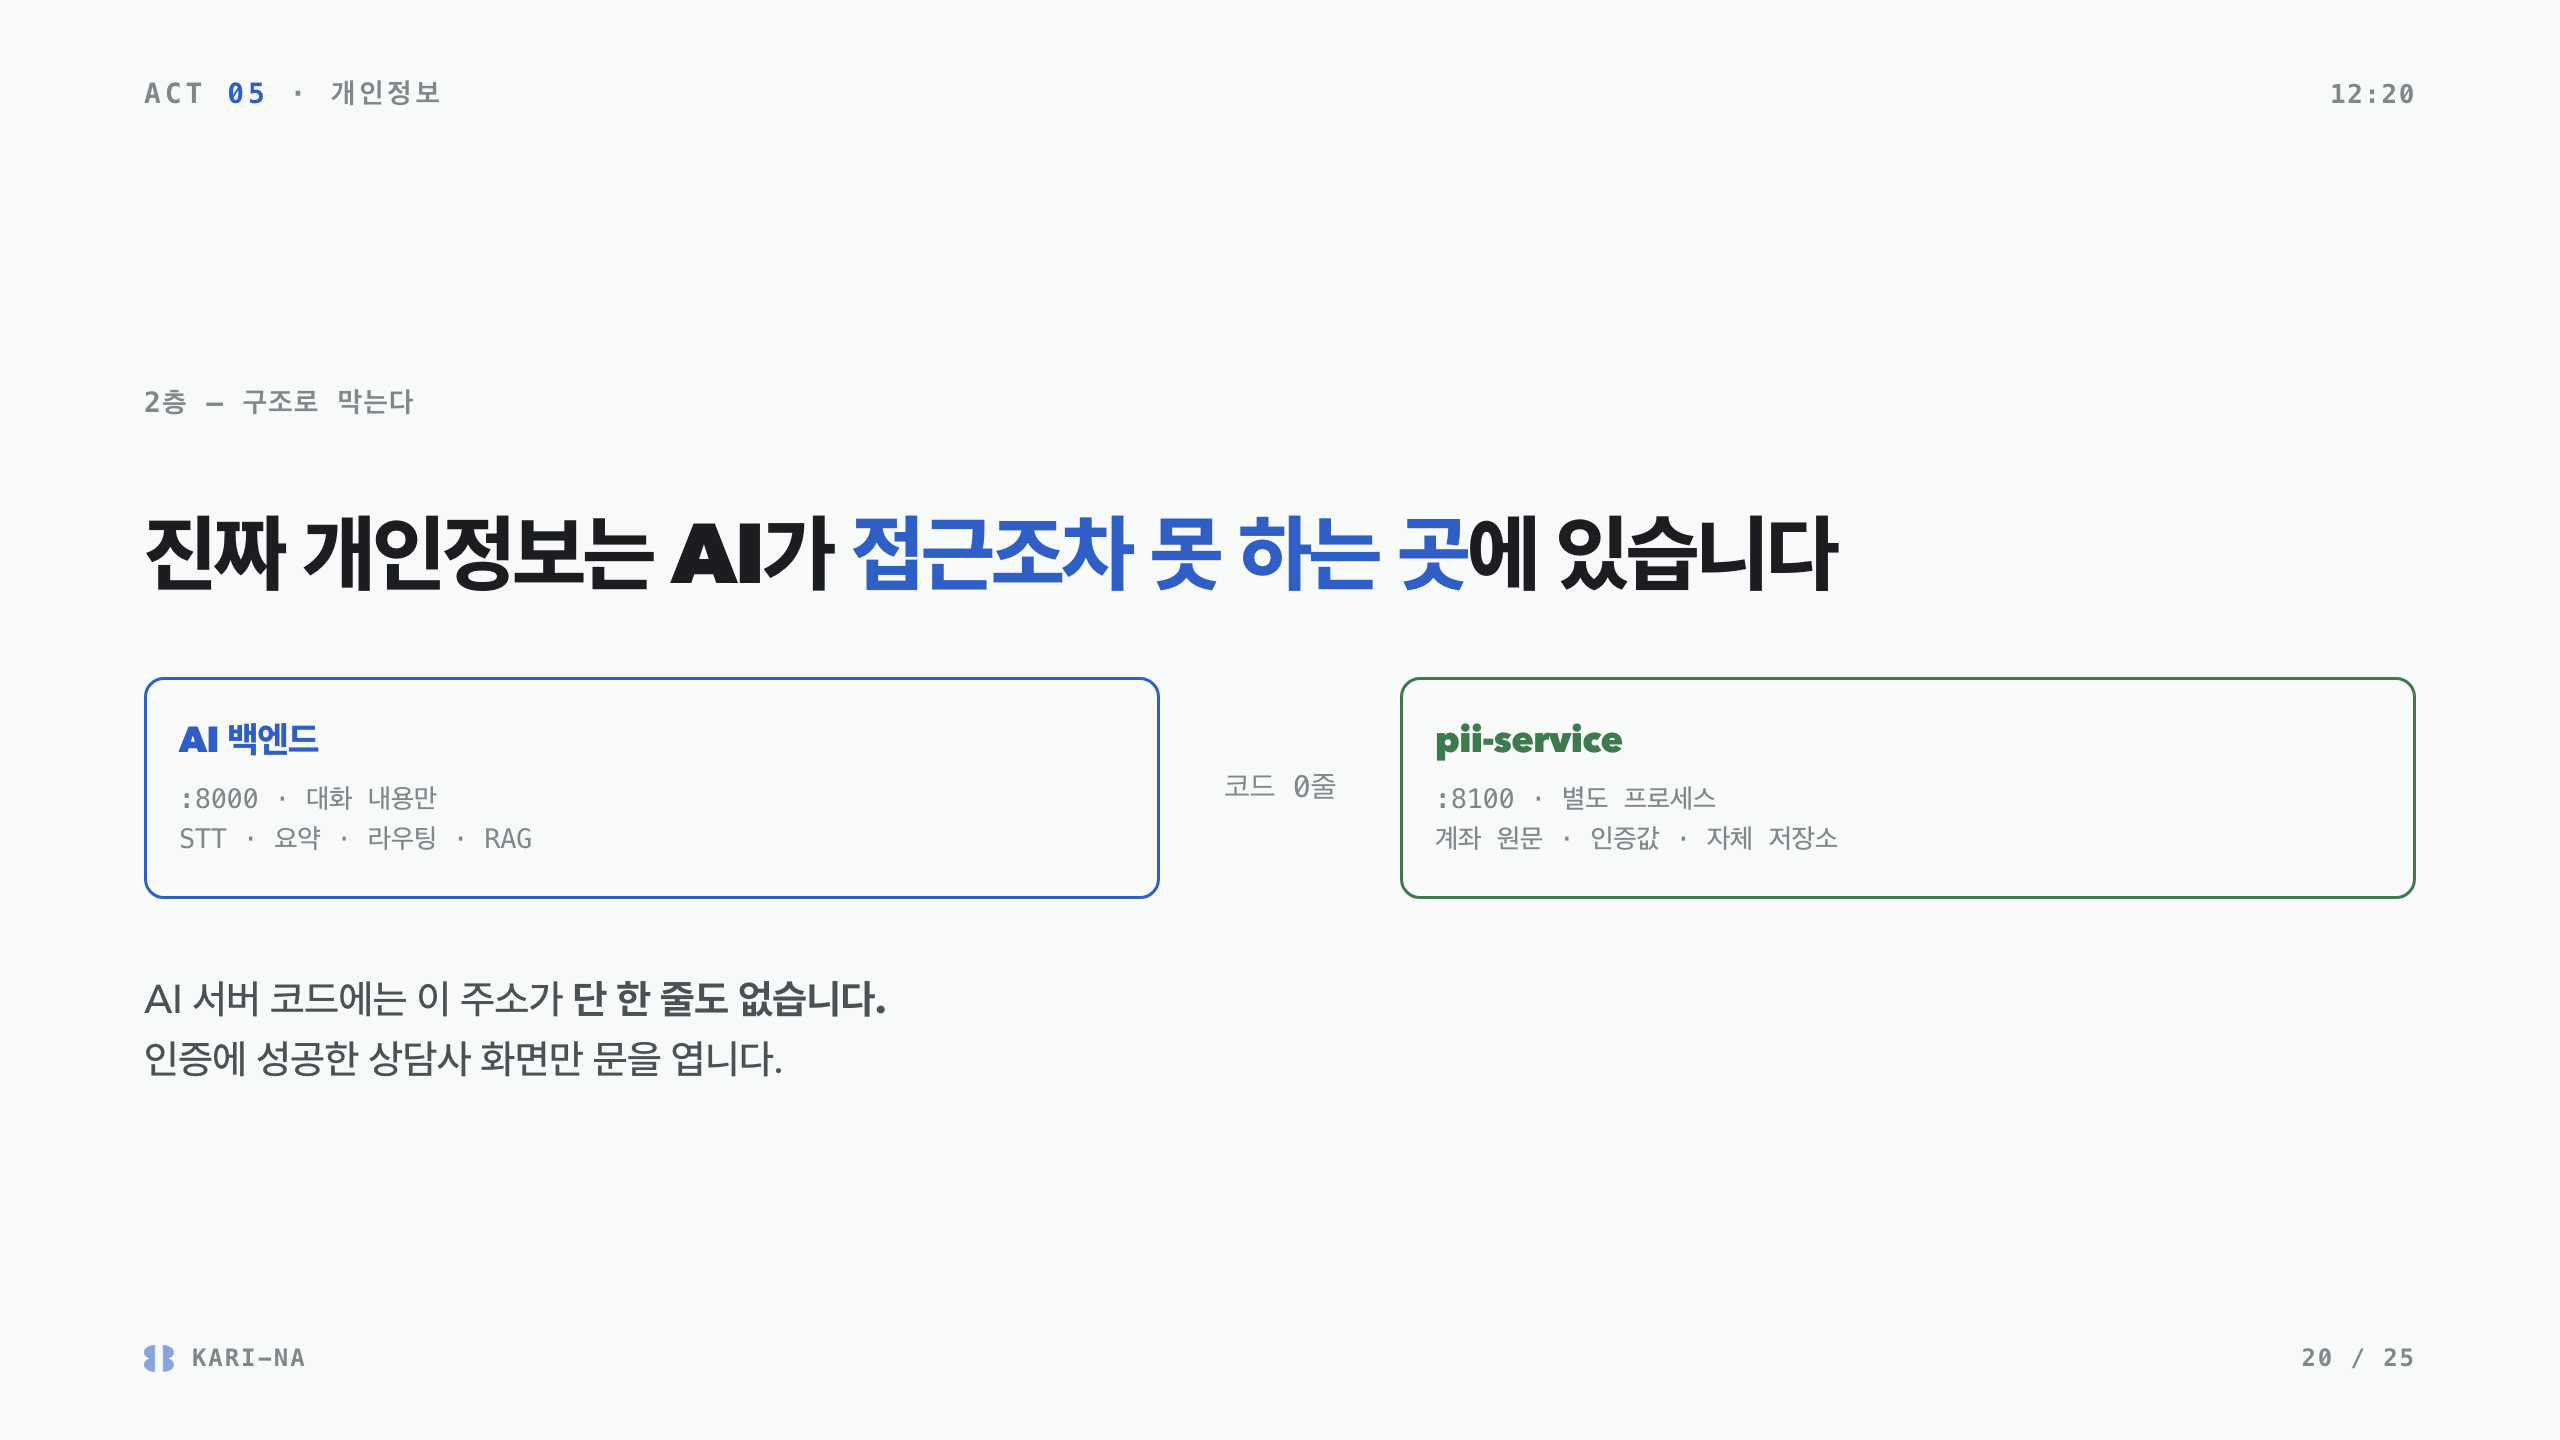 ACT 05 · 개인정보
12:20
2층 — 구조로 막는다
진짜 개인정보는 AI가 접근조차 못 하는 곳에 있습니다
AI 백엔드
:8000 · 대화 내용만
STT · 요약 · 라우팅 · RAG
코드 0줄
pii-service
:8100 · 별도 프로세스
계좌 원문 · 인증값 · 자체 저장소
AI 서버 코드에는 이 주소가 단 한 줄도 없습니다.
인증에 성공한 상담사 화면만 문을 엽니다.
KARI-NA
20 / 25